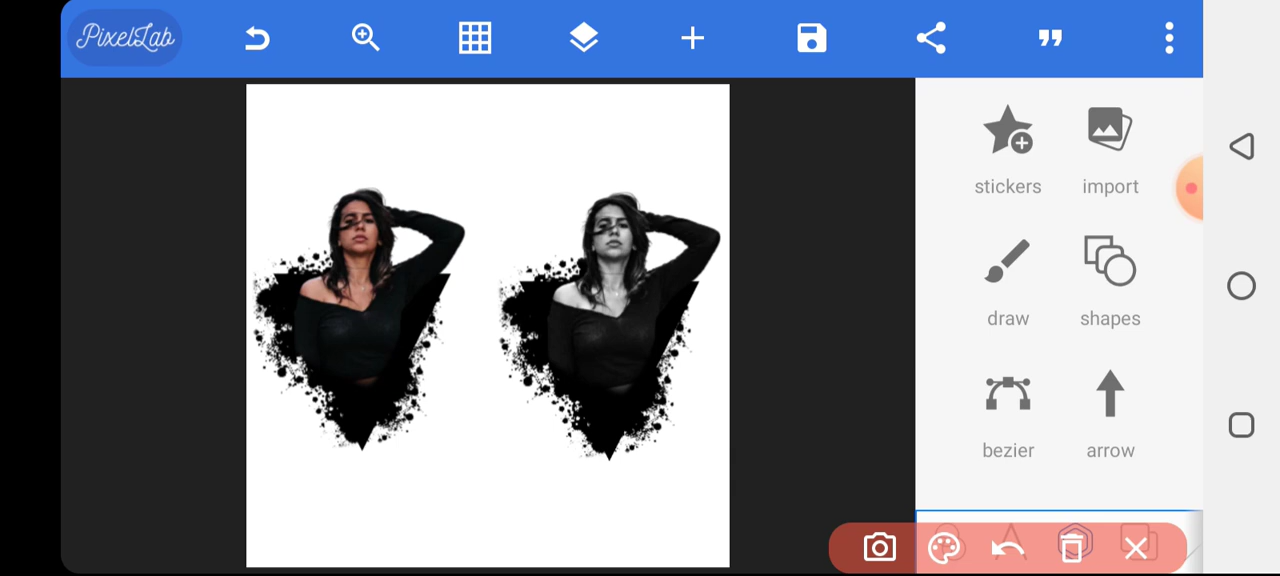 PixelLab
stickers
import
draw
shapes
bezier
arrow